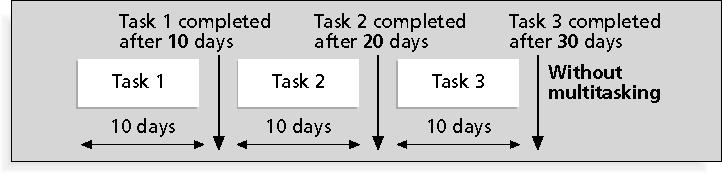 Task 1 completed
after 10 days
Task 2 completed
after 20 days
Task 3 completed
after 30 days
Task 1
Task 2
Task 3
Without
multitasking
10 days
10 days
10 days